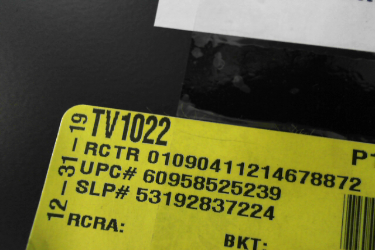 12-31-19
TV1022
RCTR 01090411214678872
UPC# 60958525239
SLP# 53192837224
RCRA:
BKT: